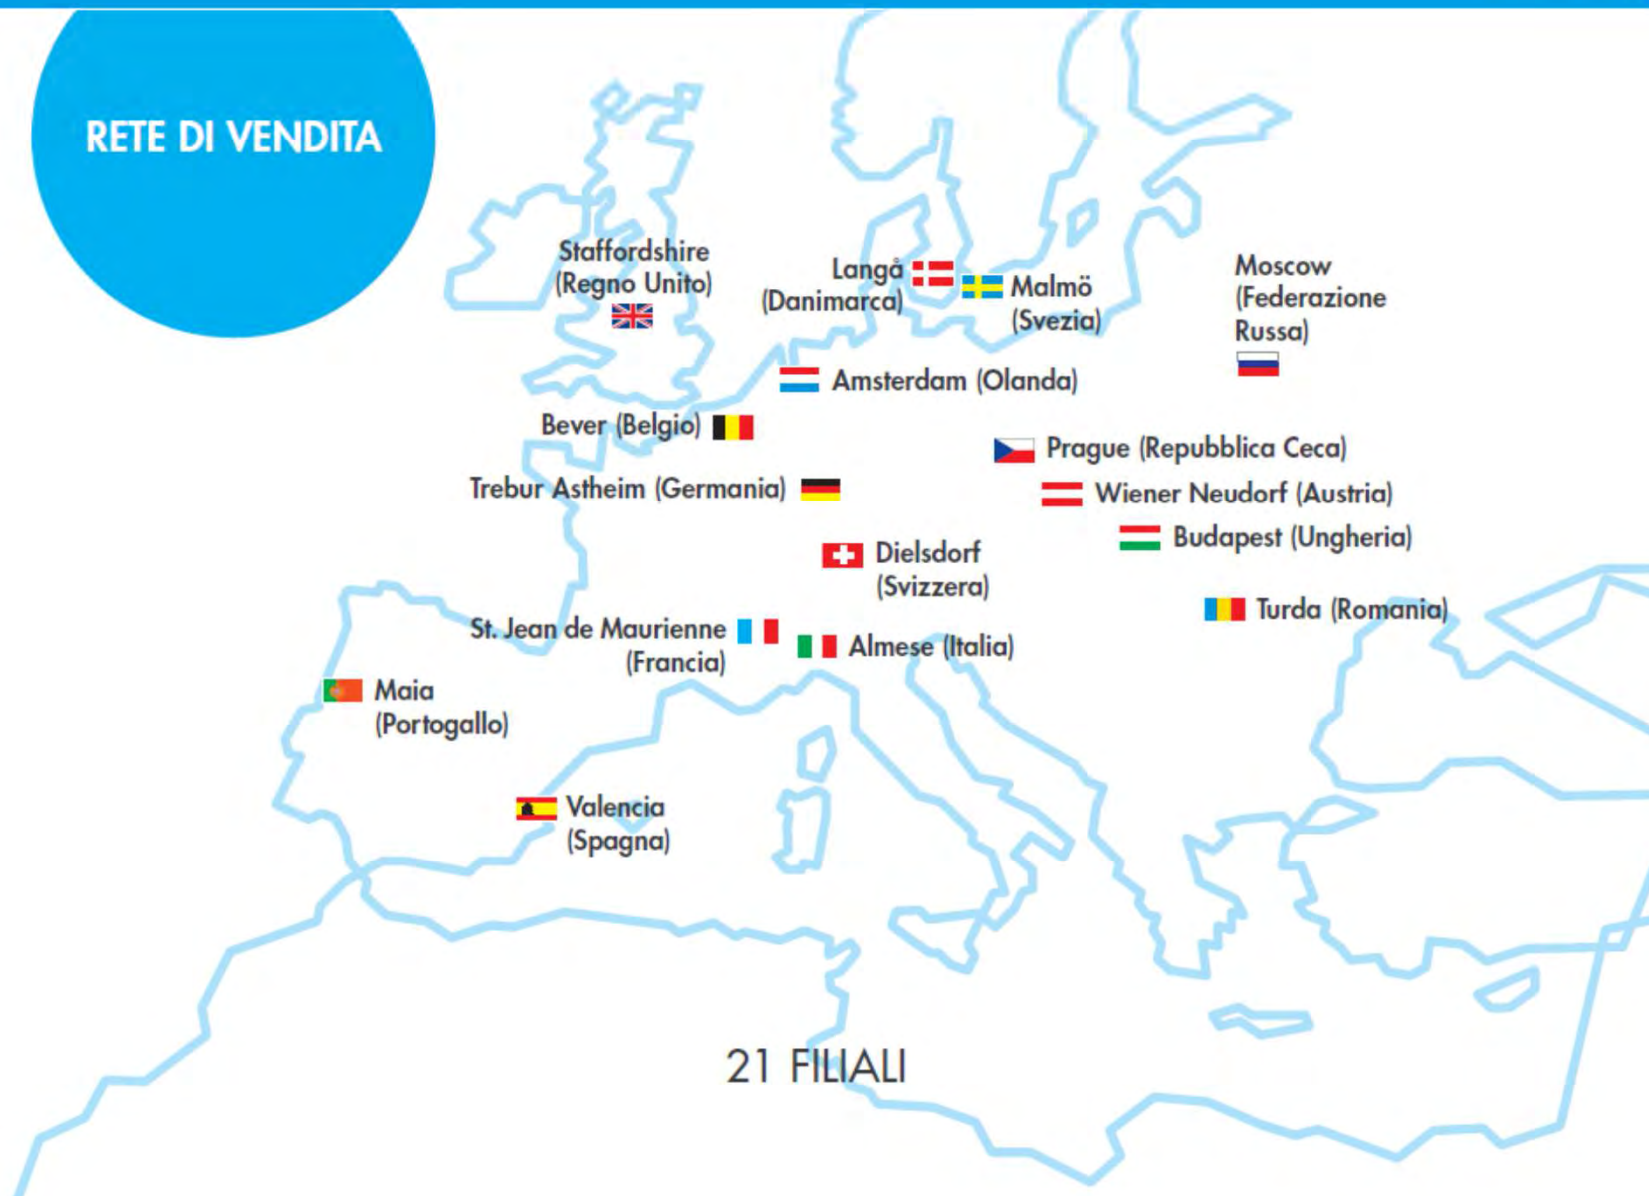 RETE DI VENDITA
Staffordshire
(Regno Unito)
Langå
(Danimarca)
Malmö
(Svezia)
Moscow
(Federazione
Russa)
Amsterdam (Olanda)
Bever (Belgio)
Prague (Repubblica Ceca)
Trebur Astheim (Germania)
Wiener Neudorf (Austria)
Budapest (Ungheria)
Dielsdorf
(Svizzera)
Turda (Romania)
St. Jean de Maurienne
(Francia)
Almese (Italia)
Maia
(Portogallo)
Valencia
(Spagna)
21 FILIALI